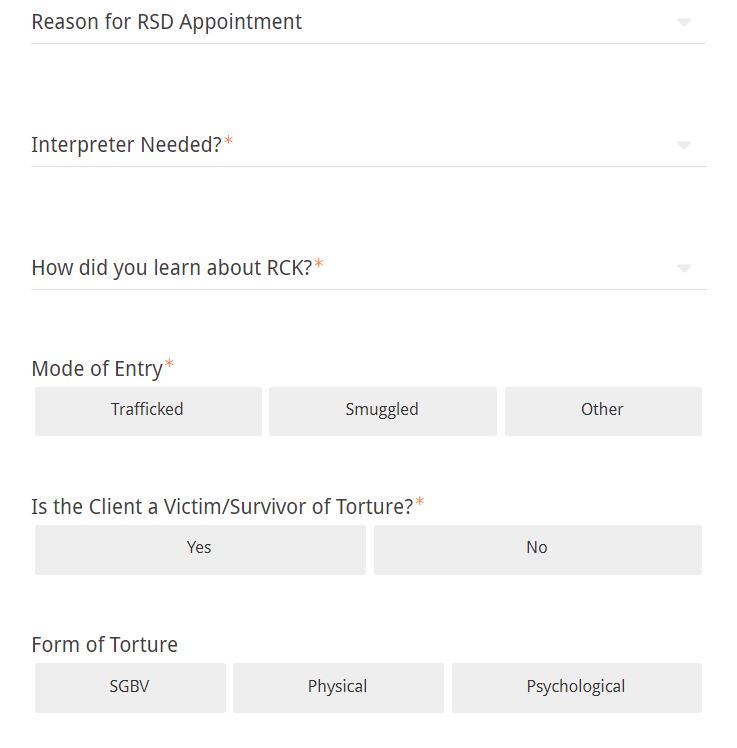 Reason for RSD Appointment
Interpreter Needed?*
How did you learn about RCK?*
Mode of Entry*
Trafficked Smuggled Other
Is the Client a Victim/Survivor of Torture?*
Yes No
Form of Torture
SGBV Physical Psychological